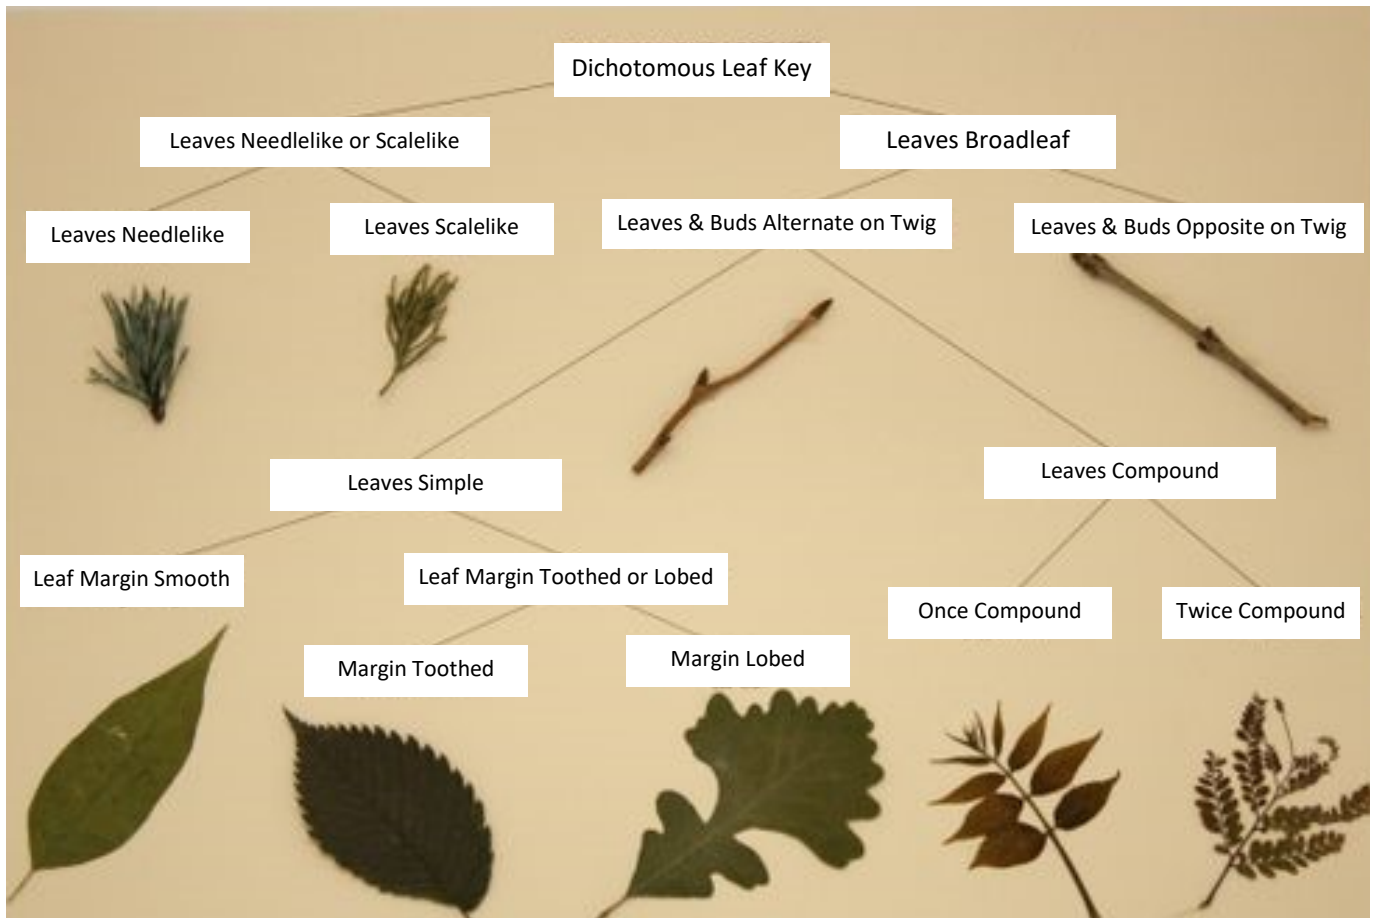 Dichotomous Leaf Key
Leaves Needlelike or Scalelike
Leaves Broadleaf
Leaves Needlelike
Leaves Scalelike
Leaves & Buds Alternate on Twig
Leaves & Buds Opposite on Twig
Leaves Simple
Leaves Compound
Leaf Margin Smooth
Leaf Margin Toothed or Lobed
Once Compound
Twice Compound
Margin Toothed
Margin Lobed